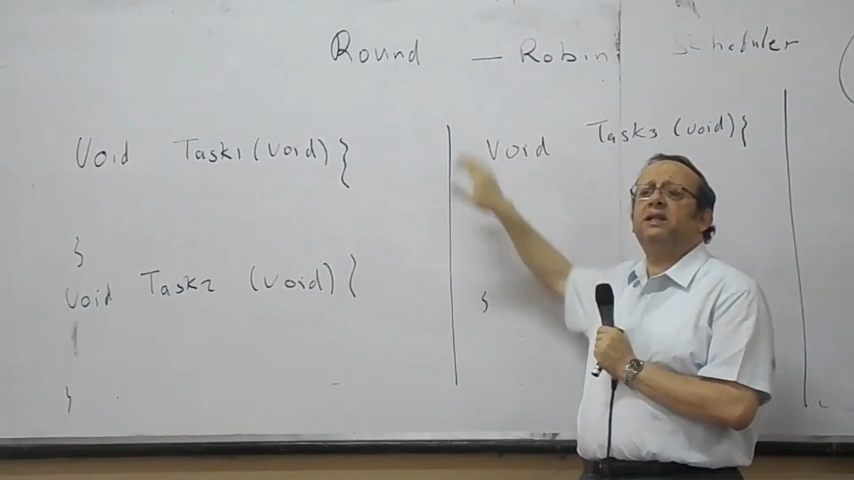 Round - Robin Scheduler
Void Task1 (Void) {
}
Void Task2 (Void) {
}
Void Task3 (Void) {
}